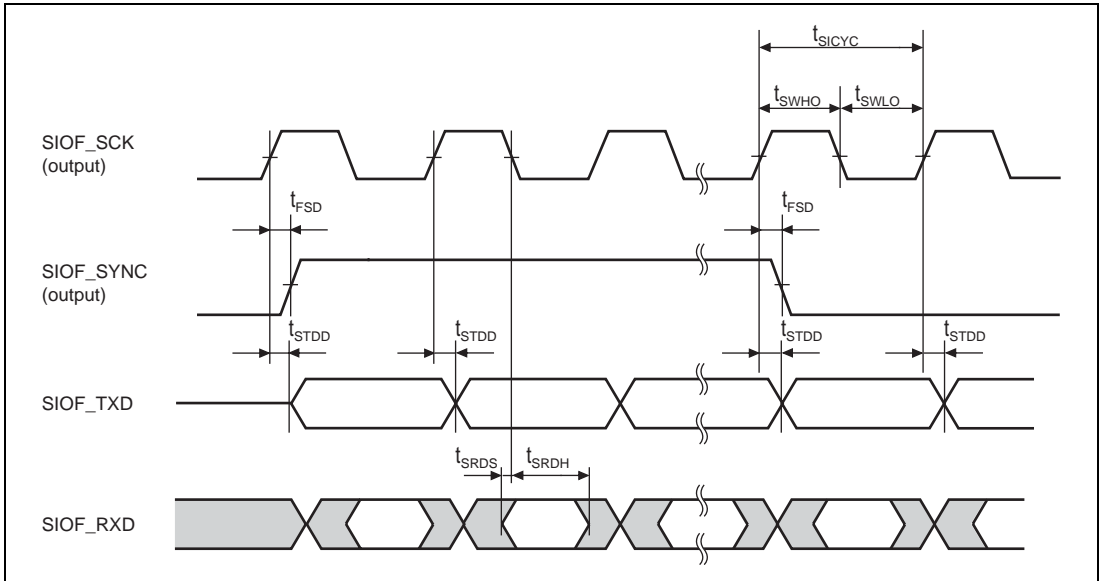 tSICYC
tSWHO tSWLO
SIOF_SCK
(output)
tFSD tFSD
SIOF_SYNC
(output)
tSTDD tSTDD tSTDD tSTDD
SIOF_TXD
tSRDS tSRDH
SIOF_RXD